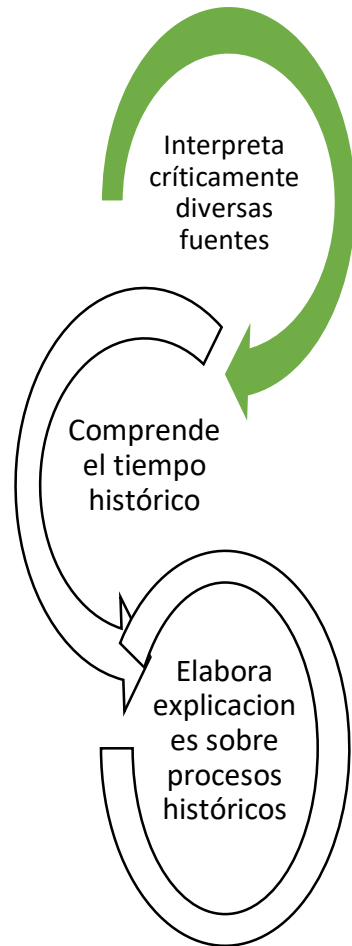 Interpreta
críticamente
diversas
fuentes
Comprende
el tiempo
histórico
Elabora
explicacion
es sobre
procesos
históricos